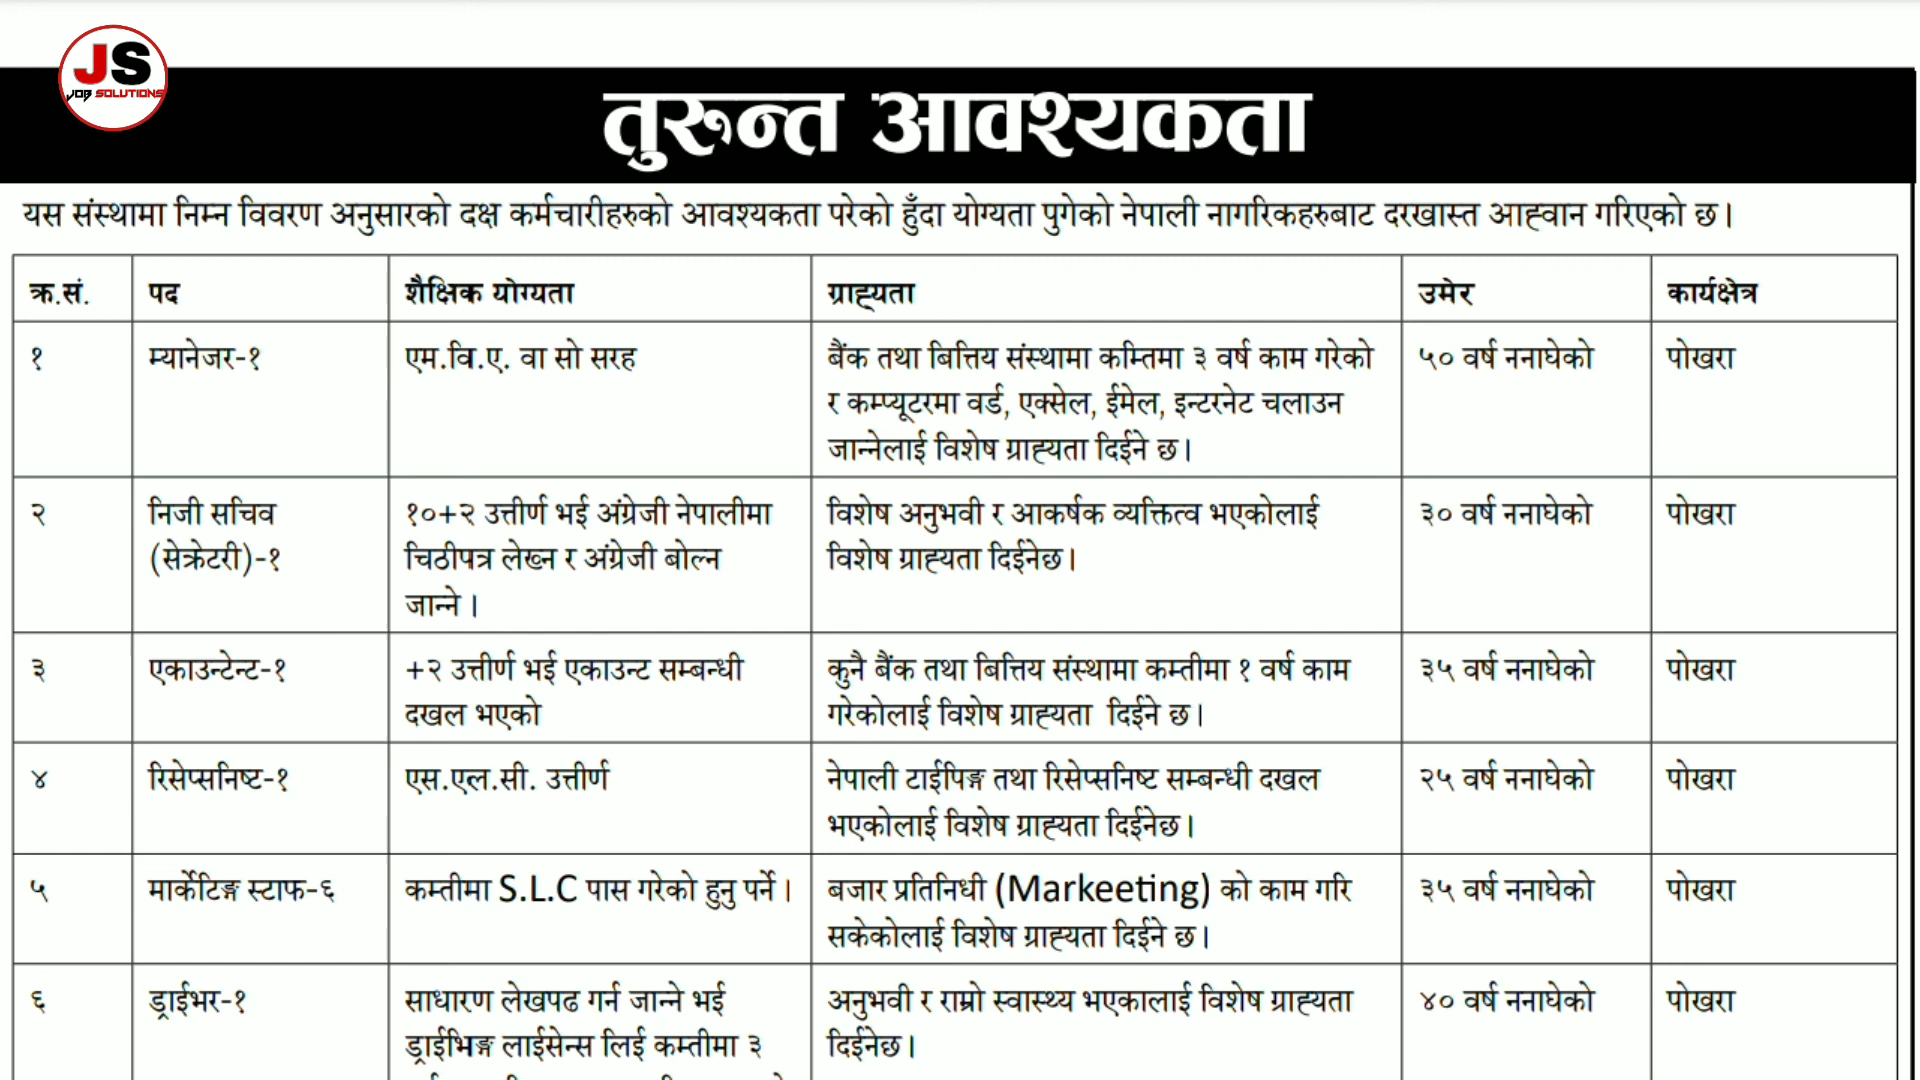 JS
JOB SOLUTIONS
तुरुन्त आवश्यकता
यस संस्थामा निम्न विवरण अनुसारको दक्ष कर्मचारीहरुको आवश्यकता परेको हुँदा योग्यता पुगेको नेपाली नागरिकहरुबाट दरखास्त आह्वान गरिएको छ।
क्र.सं. पद शैक्षिक योग्यता ग्राह्यता उमेर कार्यक्षेत्र
१ म्यानेजर-१ एम.वि.ए. वा सो सरह बैंक तथा बित्तिय संस्थामा कम्तिमा ३ वर्ष काम गरेको ५० वर्ष ननाघेको पोखरा
र कम्प्यूटरमा वर्ड, एक्सेल, ईमेल, इन्टरनेट चलाउन
जान्नेलाई विशेष ग्राह्यता दिईने छ।
२ निजी सचिव १०+२ उत्तीर्ण भई अंग्रेजी नेपालीमा विशेष अनुभवी र आकर्षक व्यक्तित्व भएकोलाई ३० वर्ष ननाघेको पोखरा
(सेक्रेटरी)-१ चिठीपत्र लेख्न र अंग्रेजी बोल्न विशेष ग्राह्यता दिईनेछ।
जान्ने।
३ एकाउन्टेन्ट-१ +२ उत्तीर्ण भई एकाउन्ट सम्बन्धी कुनै बैंक तथा बित्तिय संस्थामा कम्तीमा १ वर्ष काम ३५ वर्ष ननाघेको पोखरा
दखल भएको गरेकोलाई विशेष ग्राह्यता दिईने छ।
४ रिसेप्सनिष्ट-१ एस.एल.सी. उत्तीर्ण नेपाली टाईपिङ्ग तथा रिसेप्सनिष्ट सम्बन्धी दखल २५ वर्ष ननाघेको पोखरा
भएकोलाई विशेष ग्राह्यता दिईनेछ।
५ मार्केटिङ्ग स्टाफ-६ कम्तीमा S.L.C पास गरेको हुनु पर्ने। बजार प्रतिनिधी (Markeeting) को काम गरि ३५ वर्ष ननाघेको पोखरा
सकेकोलाई विशेष ग्राह्यता दिईने छ।
६ ड्राईभर-१ साधारण लेखपढ गर्न जान्ने भई अनुभवी र राम्रो स्वास्थ्य भएकालाई विशेष ग्राह्यता ४० वर्ष ननाघेको पोखरा
ड्राईभिङ्ग लाईसेन्स लिई कम्तीमा ३ दिईनेछ।